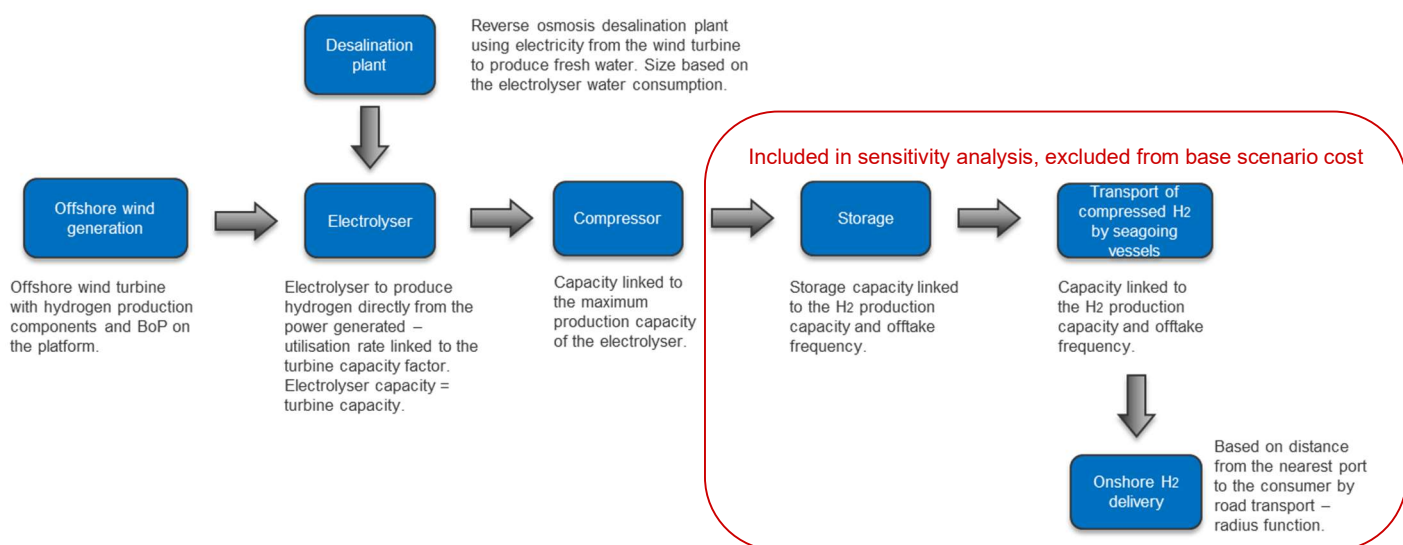 Desalination
plant
Reverse osmosis desalination plant
using electricity from the wind turbine
to produce fresh water. Size based on
the electrolyser water consumption.
Included in sensitivity analysis, excluded from base scenario cost
Offshore wind
generation
Electrolyser
Compressor
Storage
Transport of
compressed H2
by seagoing
vessels
Offshore wind turbine
with hydrogen production
components and BoP on
the platform.
Electrolyser to produce
hydrogen directly from the
power generated –
utilisation rate linked to the
turbine capacity factor.
Electrolyser capacity =
turbine capacity.
Capacity linked to
the maximum
production capacity
of the electrolyser.
Storage capacity linked
to the H2 production
capacity and offtake
frequency.
Capacity linked to
the H2 production
capacity and offtake
frequency.
Onshore H2
delivery
Based on distance
from the nearest port
to the consumer by
road transport –
radius function.